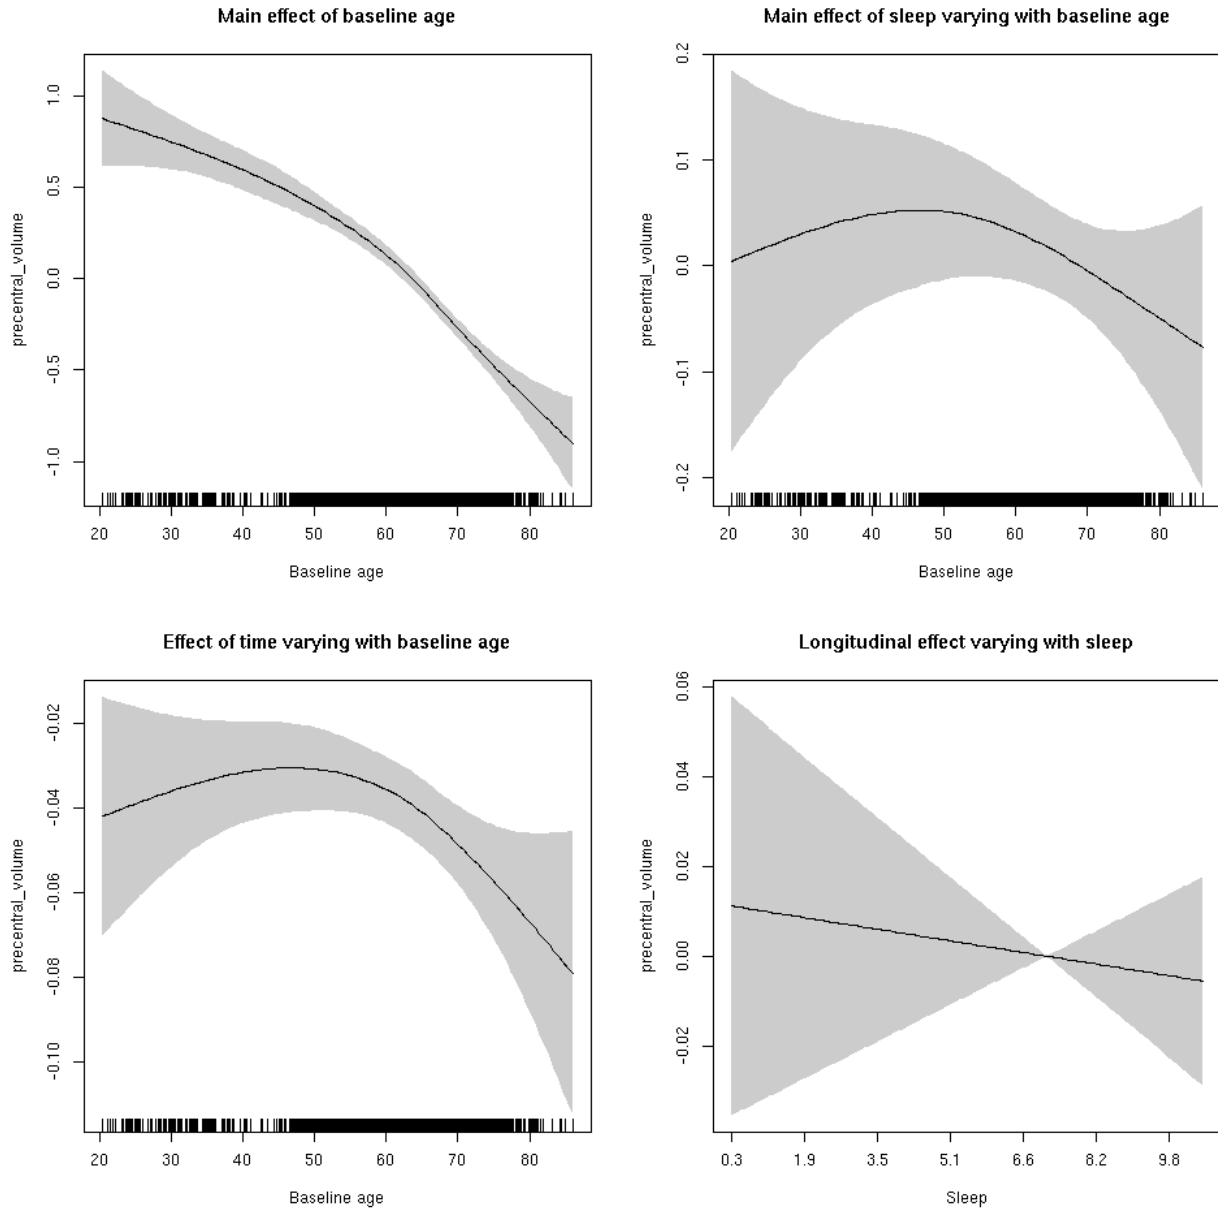 Main effect of baseline age
precentral_volume
1.0
0.5
0.0
-0.5
-1.0
20 30 40 50 60 70 80
Baseline age
Main effect of sleep varying with baseline age
precentral_volume
0.2
0.1
0.0
-0.1
-0.2
20 30 40 50 60 70 80
Baseline age
Effect of time varying with baseline age
precentral_volume
-0.02
-0.04
-0.06
-0.08
-0.10
20 30 40 50 60 70 80
Baseline age
Longitudinal effect varying with sleep
precentral_volume
0.06
0.04
0.02
0.00
-0.02
0.3 1.9 3.5 5.1 6.6 8.2 9.8
Sleep